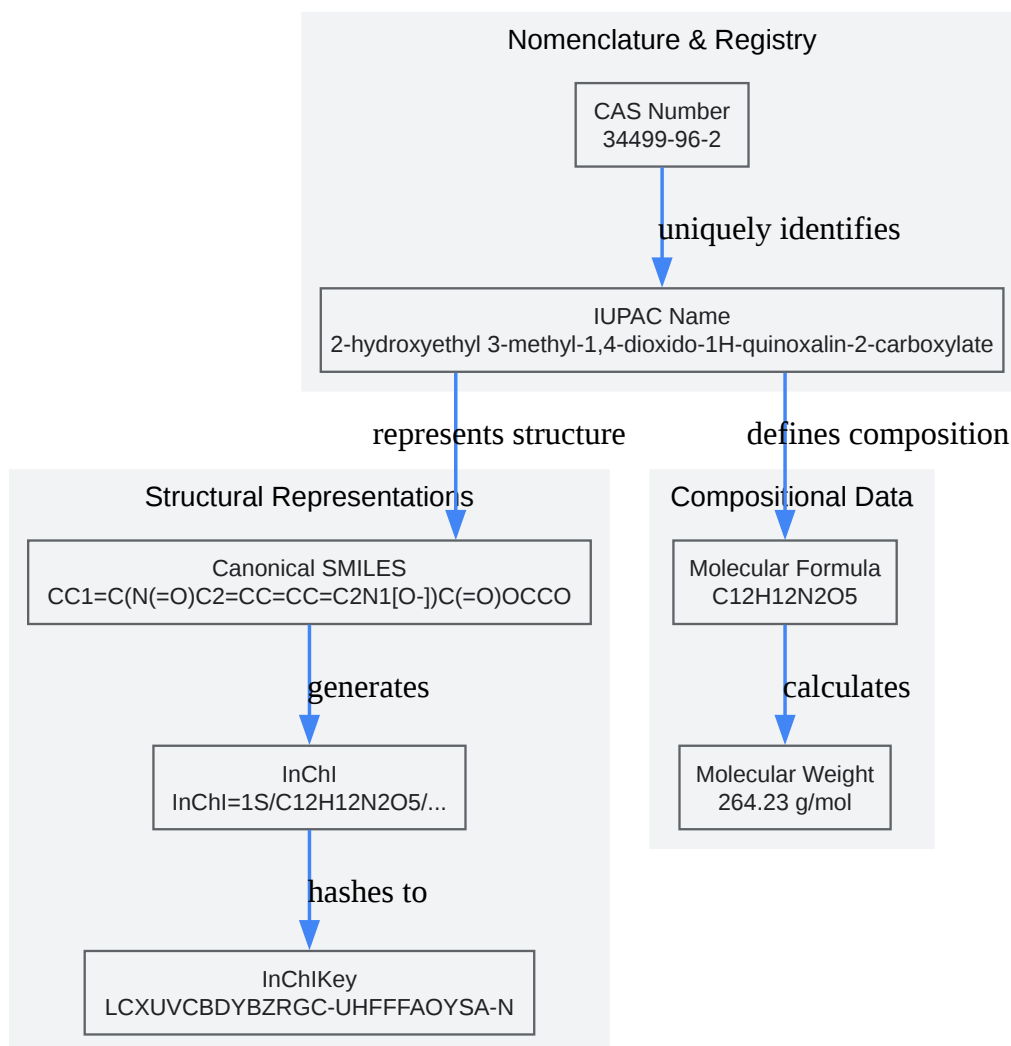 Nomenclature & Registry
CAS Number
34499-96-2
uniquely identifies
IUPAC Name
2-hydroxyethyl 3-methyl-1,4-dioxido-1H-quinoxalin-2-carboxylate
represents structure
defines composition
Structural Representations
Canonical SMILES
CC1=C(N(=O)C2=CC=CC=C2N1[O-])C(=O)OCCO
generates
InChI
InChI=1S/C12H12N2O5/...
hashes to
InChIKey
LCXUVCBDYBZRGC-UHFFFAOYSA-N
Compositional Data
Molecular Formula
C12H12N2O5
calculates
Molecular Weight
264.23 g/mol